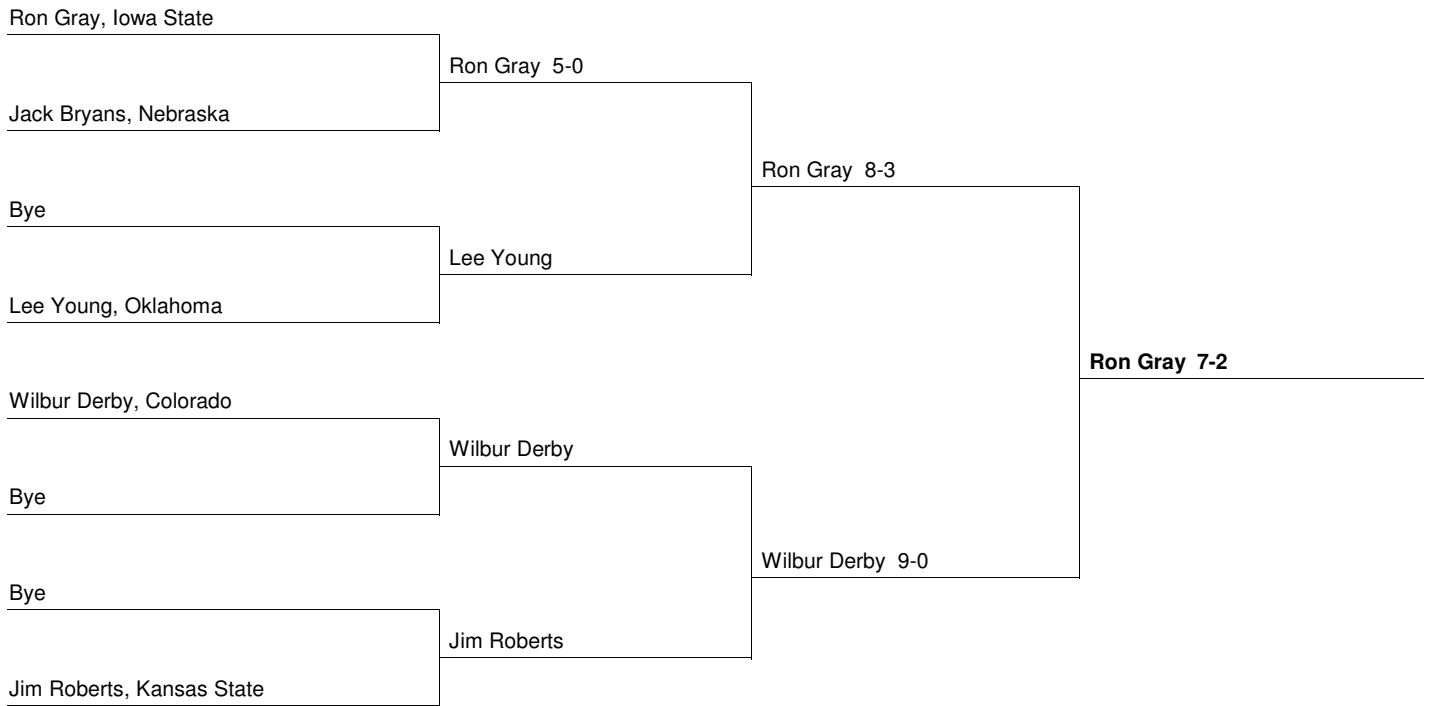 Ron Gray, Iowa State
Ron Gray 5-0
Jack Bryans, Nebraska
Ron Gray 8-3
Bye
Lee Young
Lee Young, Oklahoma
Ron Gray 7-2
Wilbur Derby, Colorado
Wilbur Derby
Bye
Wilbur Derby 9-0
Bye
Jim Roberts
Jim Roberts, Kansas State